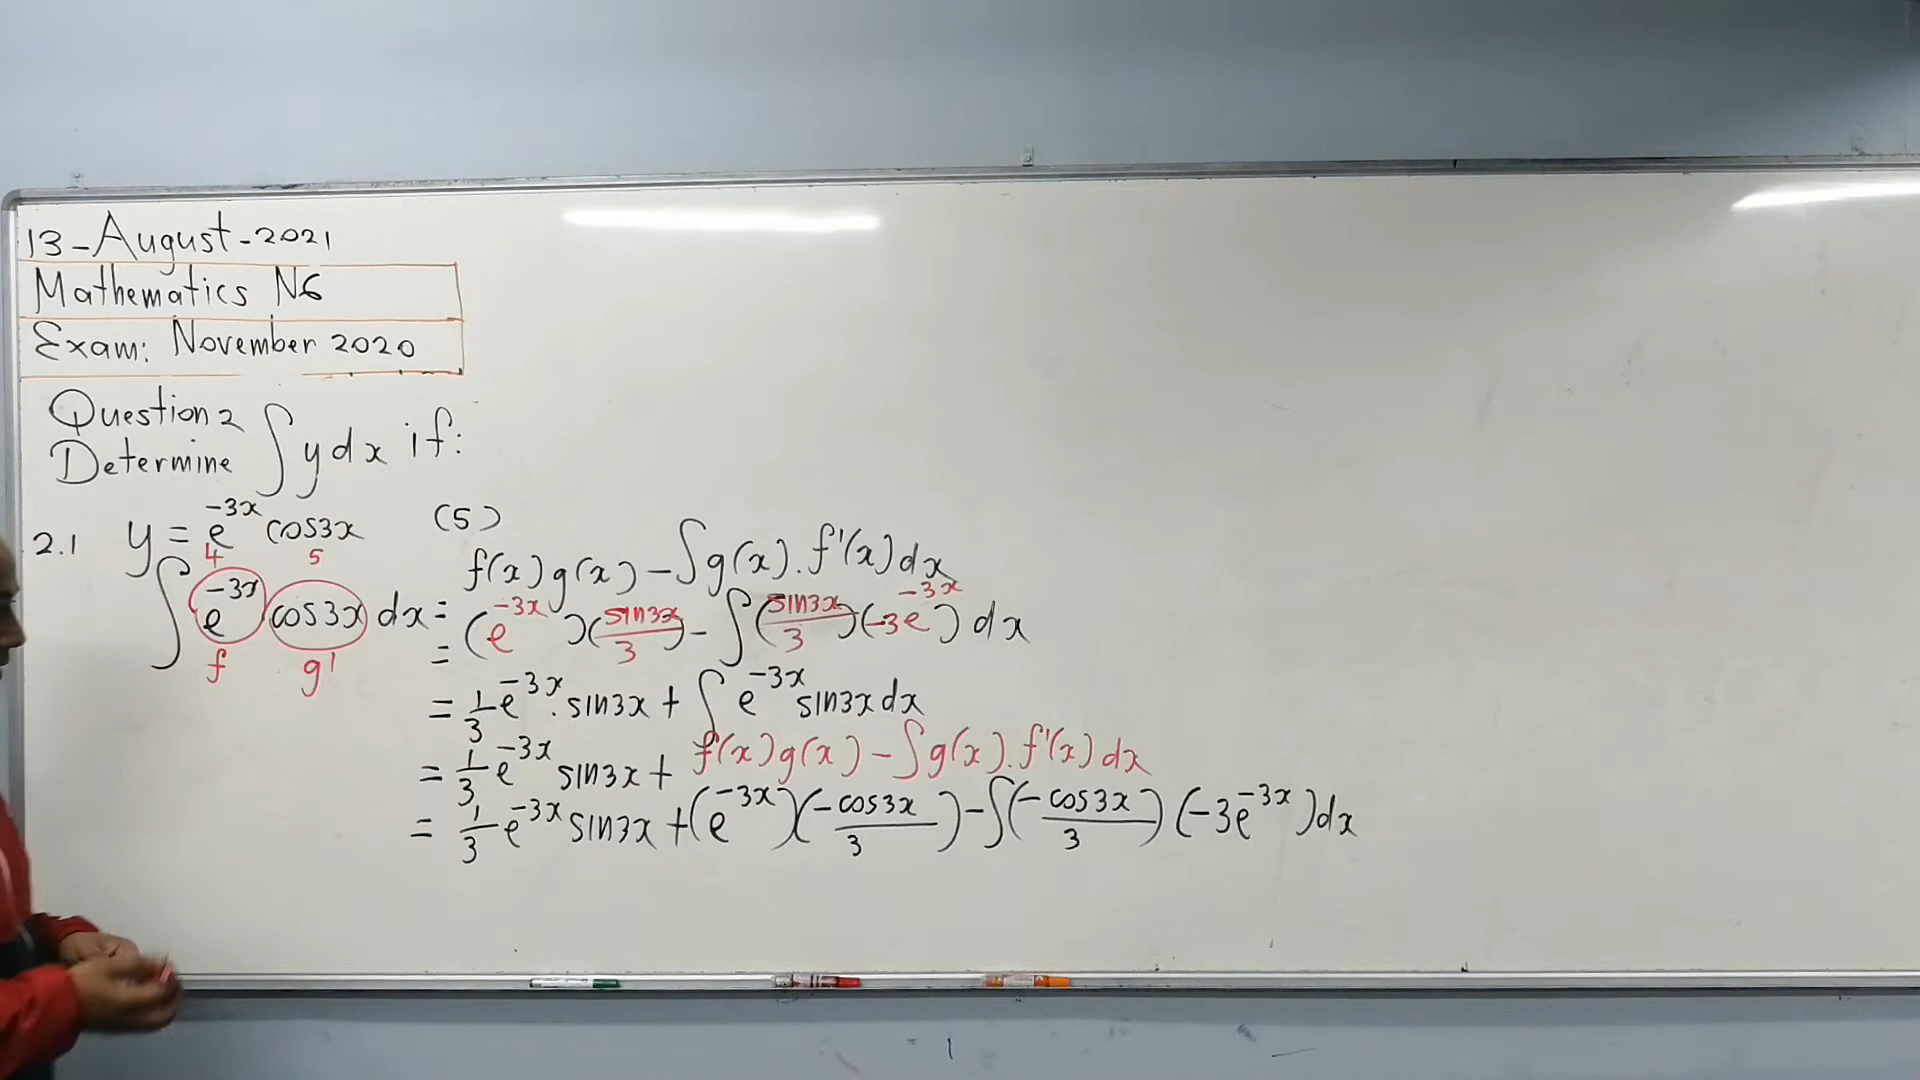 13-August-2021
Mathematics N6
Exam: November 2020
Question 2
Determine ∫ydx if:
2.1 y = e^{-3x} cos3x (5)
4 5
f(x)g(x) - ∫g(x).f'(x)dx
∫e^{-3x} cos3x dx = (e^{-3x})(sin3x/3) - ∫(sin3x/3)(-3e^{-3x})dx
f g' =
= 1/3 e^{-3x}.sin3x + ∫e^{-3x} sin3x dx
= 1/3 e^{-3x} sin3x + f(x)g(x) - ∫g(x).f'(x)dx
= 1/3 e^{-3x} sin3x + (e^{-3x})(-cos3x/3) - ∫(-cos3x/3)(-3e^{-3x})dx